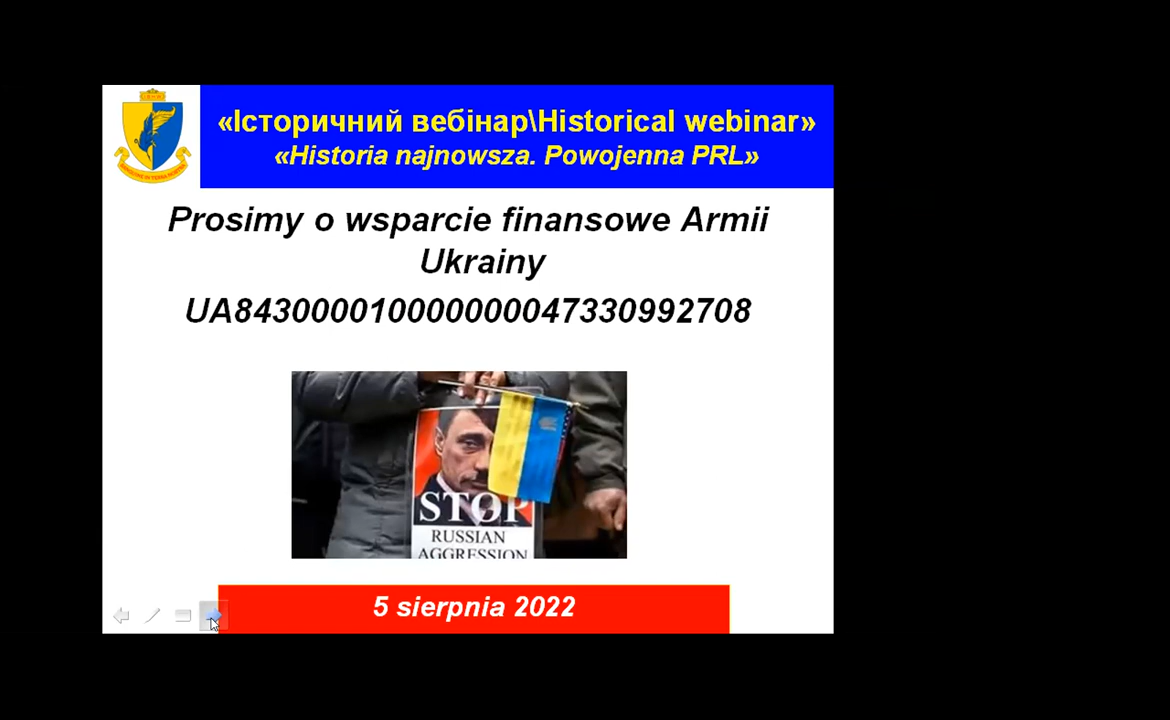 «Історичний вебінар\Historical webinar»
«Historia najnowsza. Powojenna PRL»
Prosimy o wsparcie finansowe Armii
Ukrainy
UA843000010000000047330992708
STOP
RUSSIAN
AGGRESSION
5 sierpnia 2022